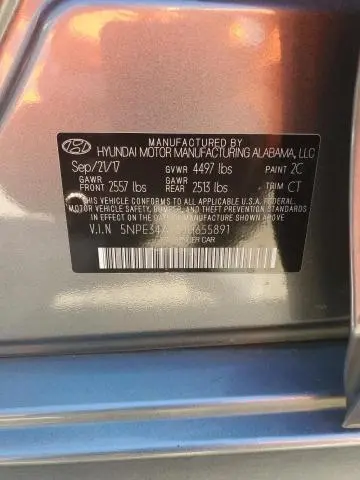 MANUFACTURED BY
HYUNDAI MOTOR MANUFACTURING ALABAMA, LLC
Sep/21/17 GVWR 4497 lbs PAINT 2C
GAWR FRONT 2557 lbs GAWR REAR 2513 lbs TRIM CT
THIS VEHICLE CONFORMS TO ALL APPLICABLE U.S. FEDERAL
MOTOR VEHICLE SAFETY, BUMPER, AND THEFT PREVENTION STANDARDS
IN EFFECT ON THE DATE OF MANUFACTURE SHOWN ABOVE.
V.I.N 655891
PASSENGER CAR